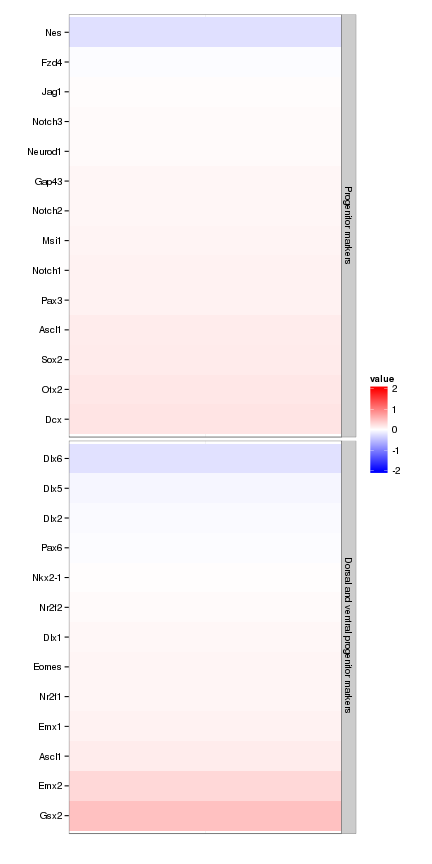 Nes
Fzd4
Jag1
Notch3
Neurod1
Gap43
Notch2
Msi1
Notch1
Pax3
Ascl1
Sox2
Otx2
Dcx
Progenitor markers
Dlx6
Dlx5
Dlx2
Pax6
Nkx2-1
Nr2f2
Dlx1
Eomes
Nr2f1
Emx1
Ascl1
Emx2
Gsx2
Dorsal and ventral progenitor markers
value
2
1
0
-1
-2